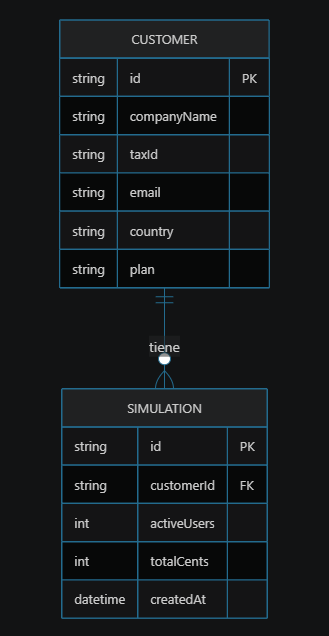 CUSTOMER
string id PK
string companyName
string taxId
string email
string country
string plan
tiene
SIMULATION
string id PK
string customerId FK
int activeUsers
int totalCents
datetime createdAt